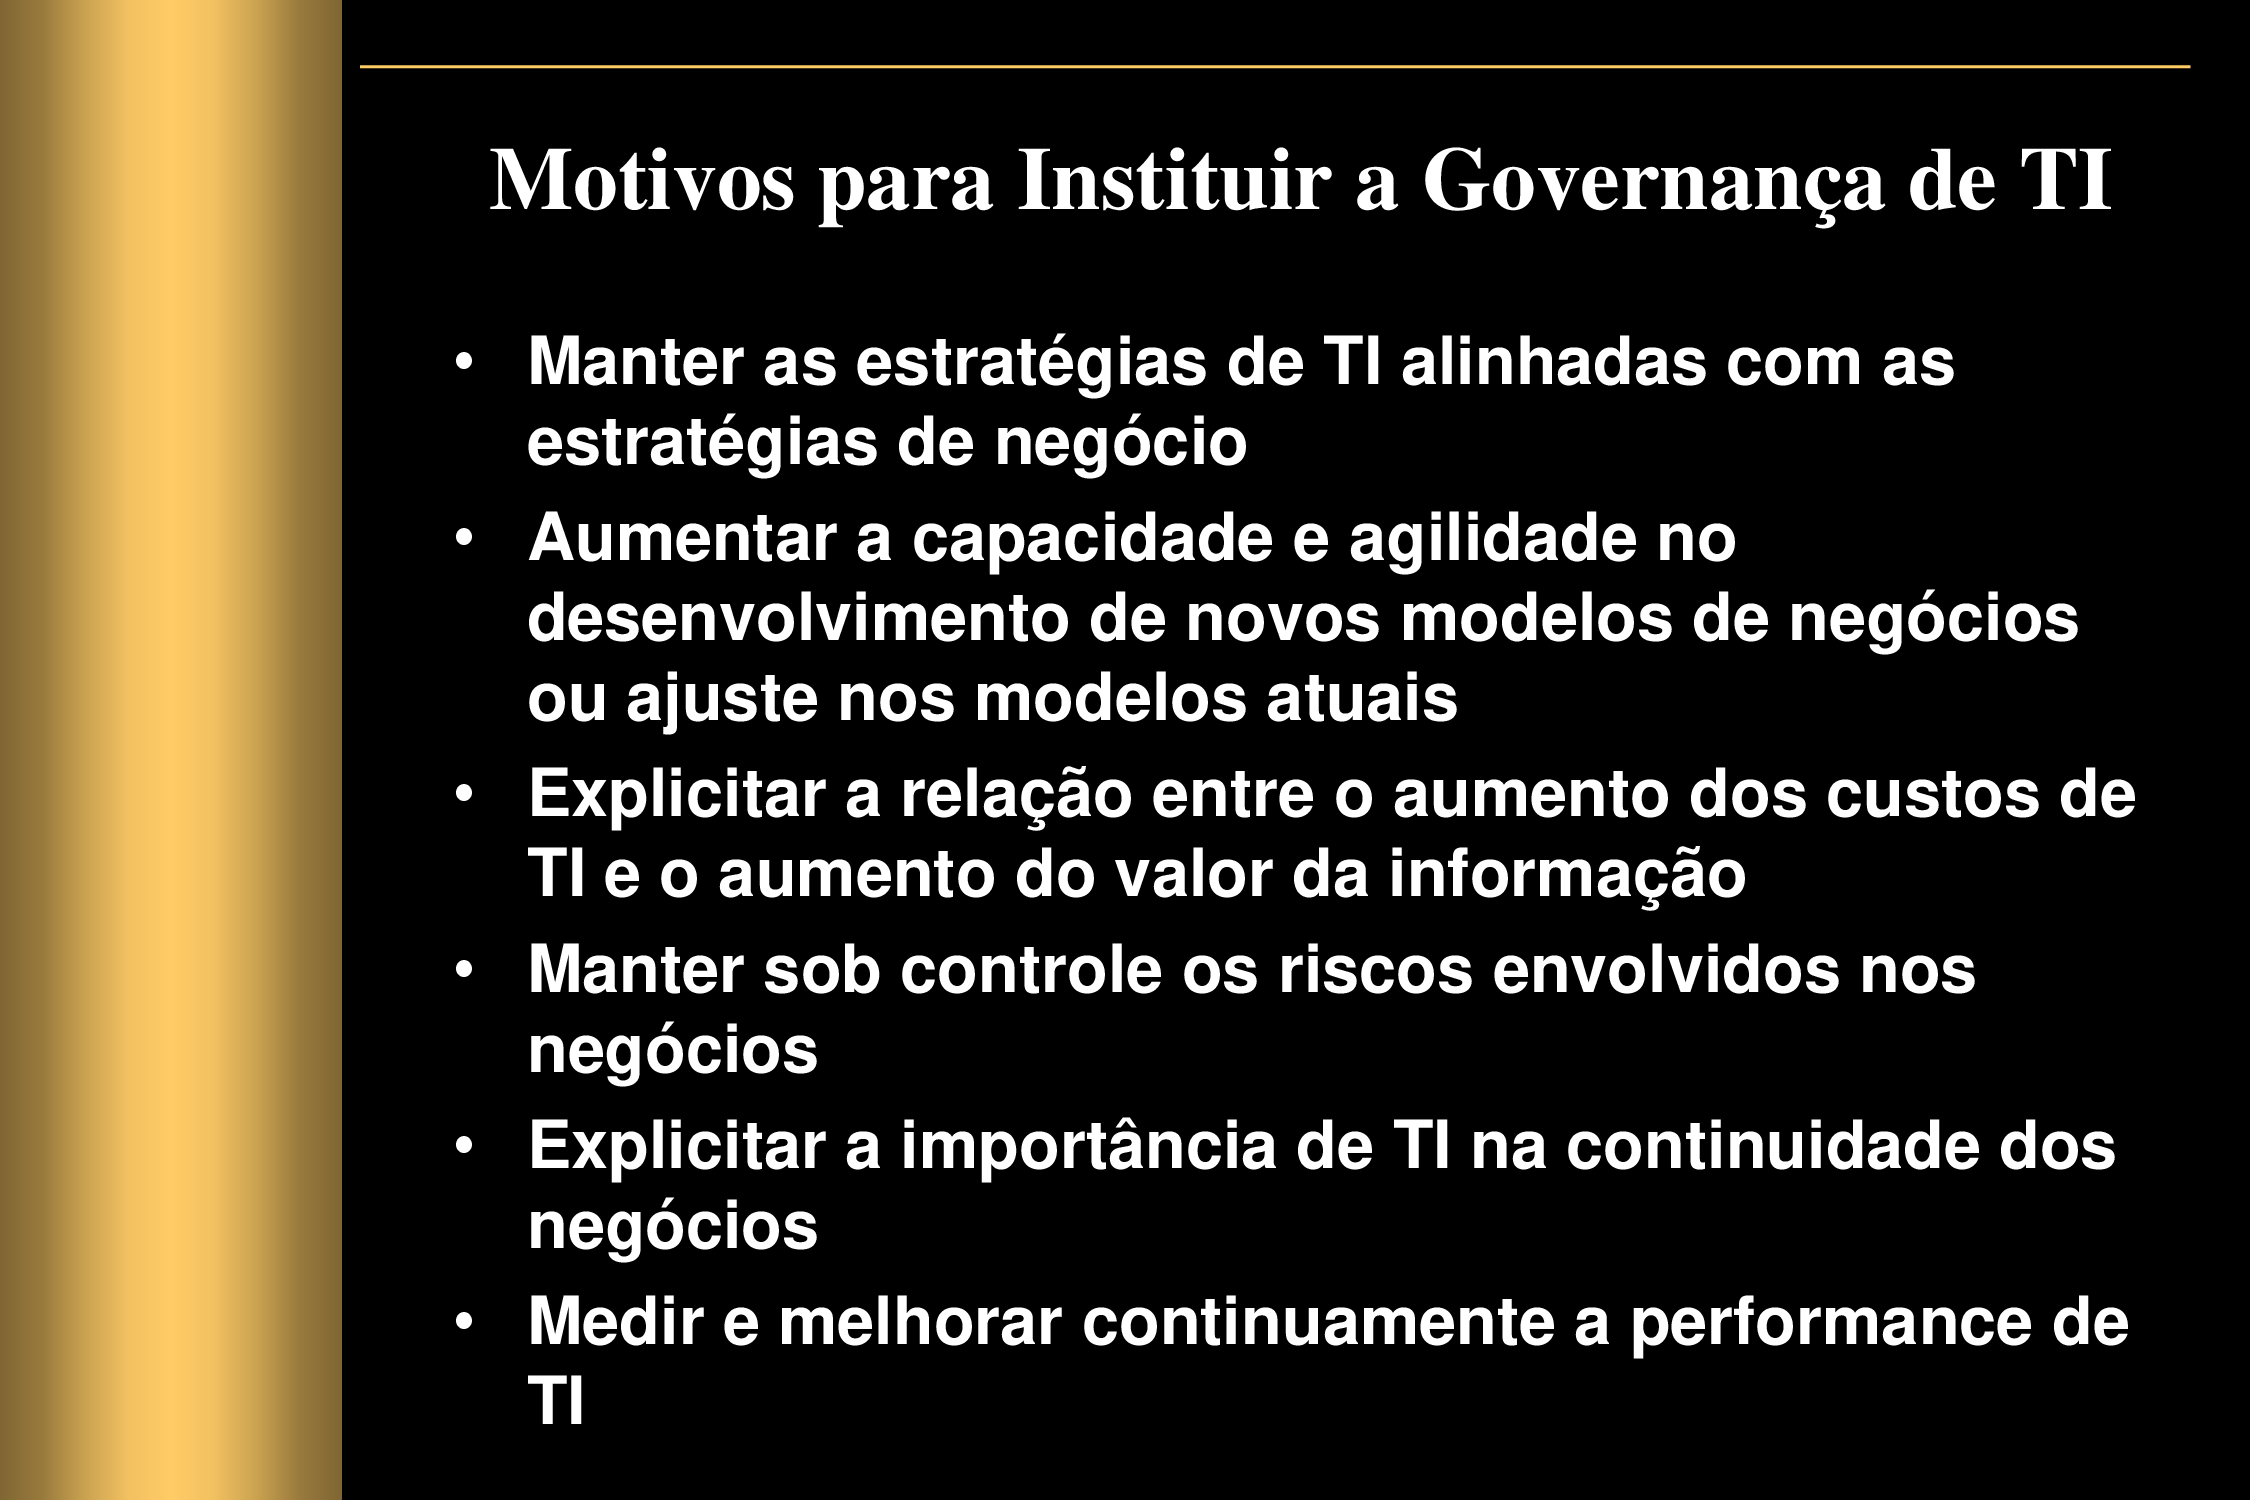 Motivos para Instituir a Governança de TI
• Manter as estratégias de TI alinhadas com as
estratégias de negócio
• Aumentar a capacidade e agilidade no
desenvolvimento de novos modelos de negócios
ou ajuste nos modelos atuais
• Explicitar a relação entre o aumento dos custos de
TI e o aumento do valor da informação
• Manter sob controle os riscos envolvidos nos
negócios
• Explicitar a importância de TI na continuidade dos
negócios
• Medir e melhorar continuamente a performance de
TI